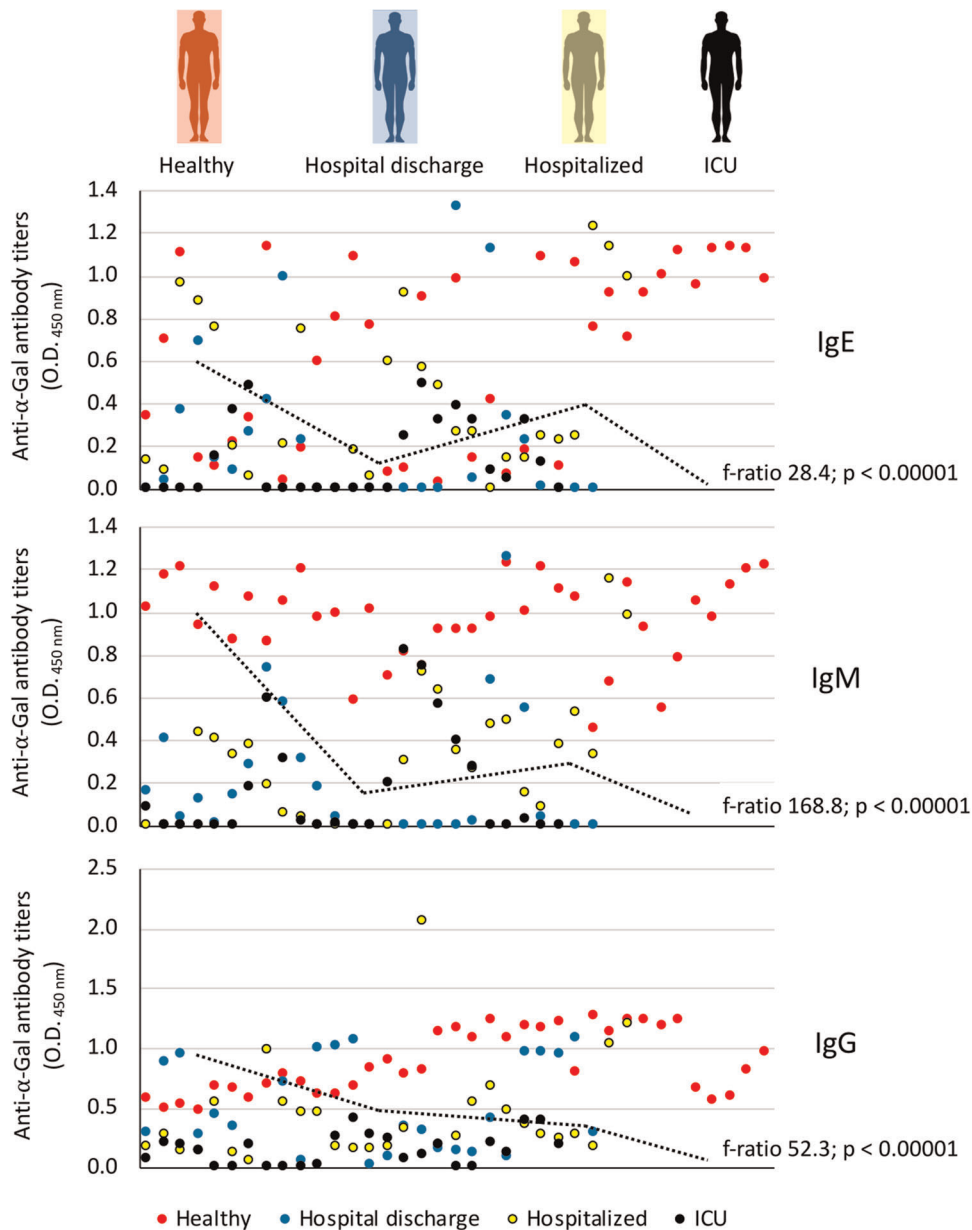 Healthy Hospital discharge Hospitalized ICU
Anti-α-Gal antibody titers
(O.D. 450 nm)
1.4
1.2
1.0
0.8
0.6
0.4
0.2
0.0
IgE
f-ratio 28.4; p < 0.00001
Anti-α-Gal antibody titers
(O.D. 450 nm)
1.4
1.2
1.0
0.8
0.6
0.4
0.2
0.0
IgM
f-ratio 168.8; p < 0.00001
Anti-α-Gal antibody titers
(O.D. 450 nm)
2.5
2.0
1.5
1.0
0.5
0.0
IgG
f-ratio 52.3; p < 0.00001
Healthy Hospital discharge Hospitalized ICU